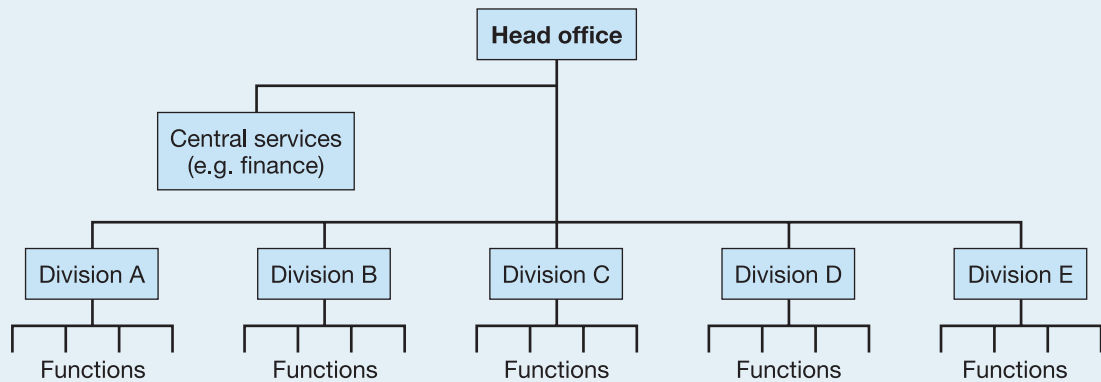 Head office
Central services
(e.g. finance)
Division A
Division B
Division C
Division D
Division E
Functions
Functions
Functions
Functions
Functions